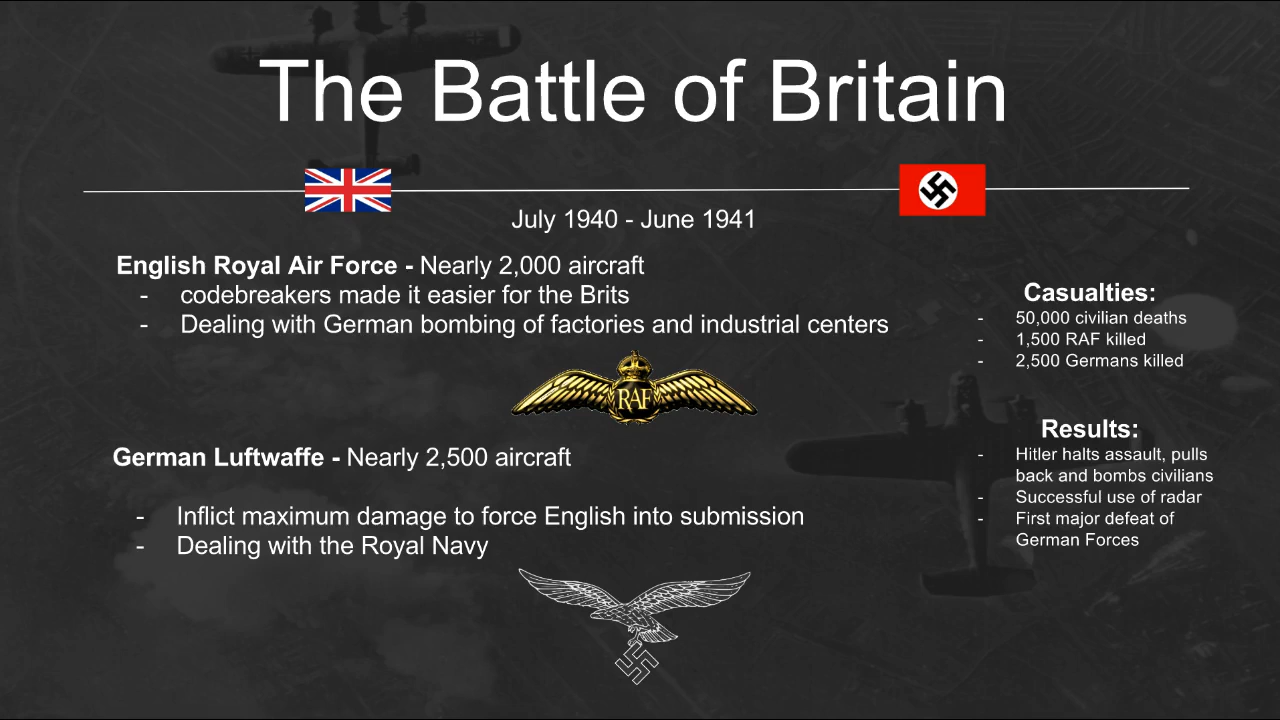 The Battle of Britain
July 1940 - June 1941
English Royal Air Force - Nearly 2,000 aircraft
- codebreakers made it easier for the Brits
- Dealing with German bombing of factories and industrial centers
RAF
German Luftwaffe - Nearly 2,500 aircraft
- Inflict maximum damage to force English into submission
- Dealing with the Royal Navy
Casualties:
- 50,000 civilian deaths
- 1,500 RAF killed
- 2,500 Germans killed
Results:
- Hitler halts assault, pulls
back and bombs civilians
- Successful use of radar
- First major defeat of
German Forces